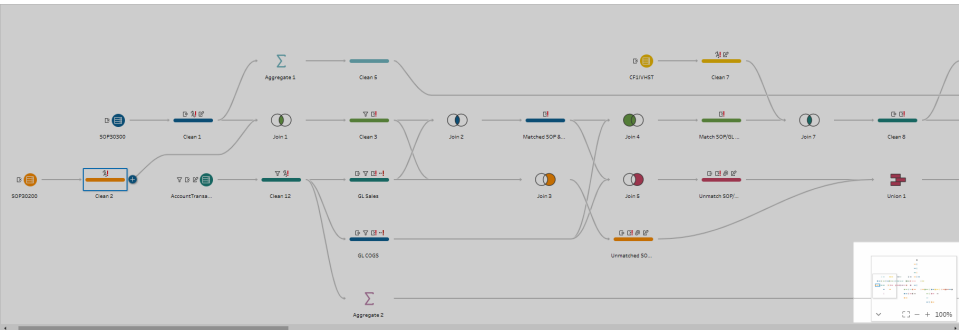 Aggregate 1
Clean 5
CF1IVHST
Clean 7
SOP30300
Clean 1
Join 1
Clean 3
Join 2
Matched SOP &...
Join 4
Match SOP/GL ...
Join 7
Clean 8
SOP30200
Clean 2
AccountTransa...
Clean 12
GL Sales
Join 3
Join 5
Unmatch SOP/...
Union 1
GL COGS
Unmatched SO...
Aggregate 2
100%